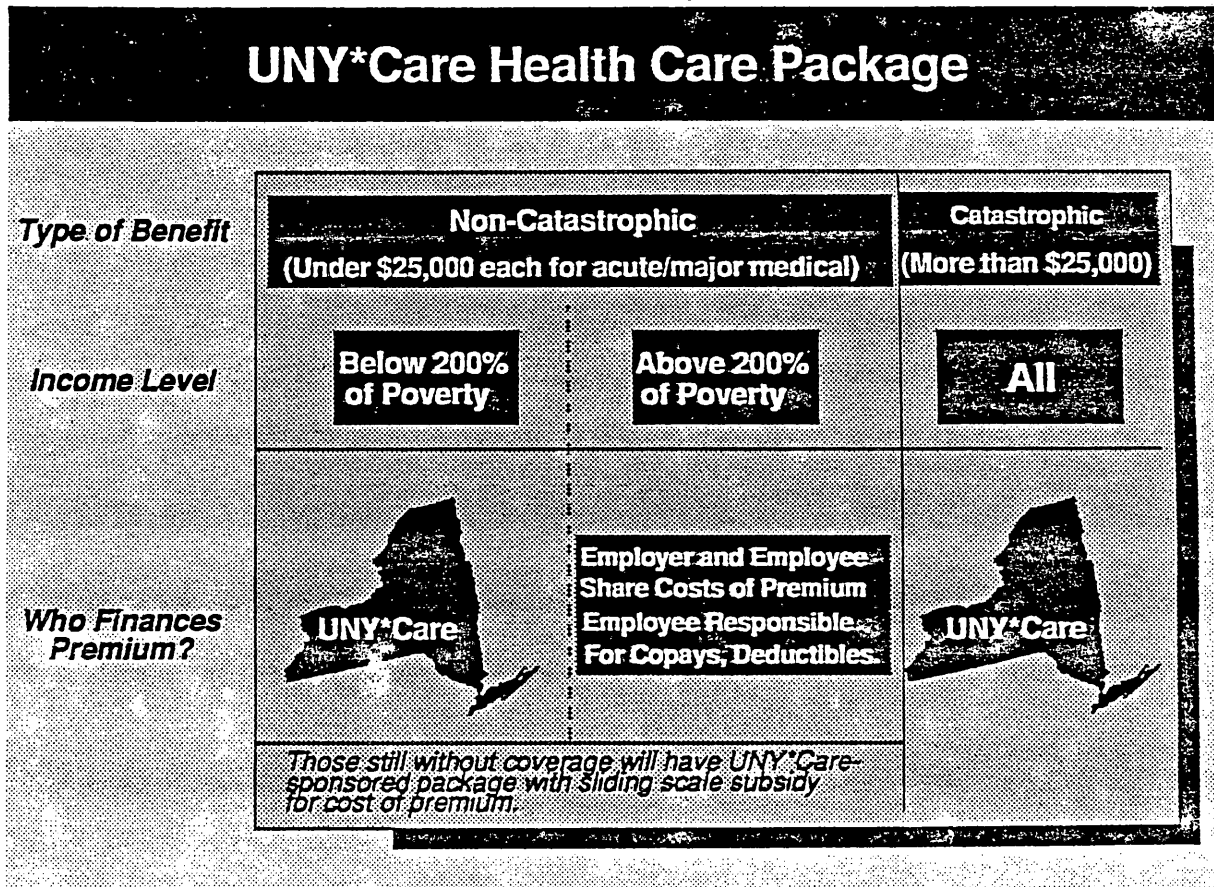 UNY*Care Health Care Package
Type of Benefit
Non-Catastrophic
(Under $25,000 each for acute/major medical)
Catastrophic
(More than $25,000)
Income Level
Below 200%
of Poverty
Above 200%
of Poverty
All
Who Finances
Premium?
UNY*Care
Employer and Employee
Share Costs of Premium
Employee Responsible
For Copays, Deductibles.
UNY*Care
Those still without coverage will have UNY*Care-
sponsored package with sliding scale subsidy
for cost of premium.